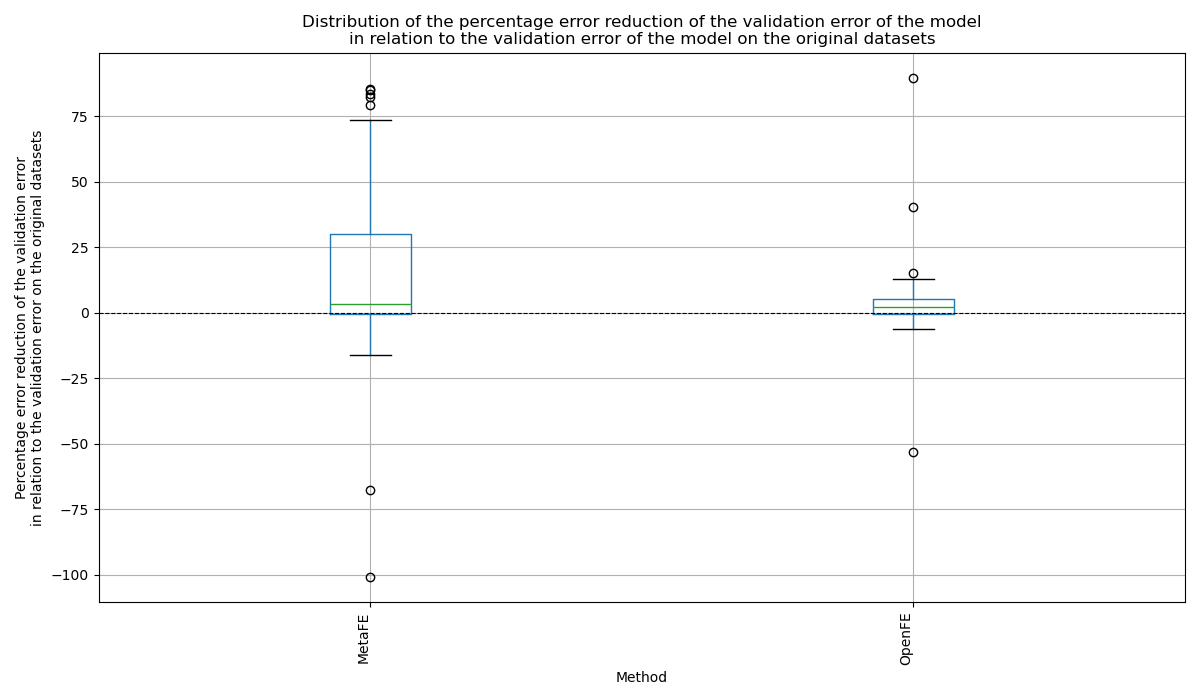 Distribution of the percentage error reduction of the validation error of the model
in relation to the validation error of the model on the original datasets
Percentage error reduction of the validation error
in relation to the validation error on the original datasets
75
50
25
0
−25
−50
−75
−100
MetaFE
OpenFE
Method